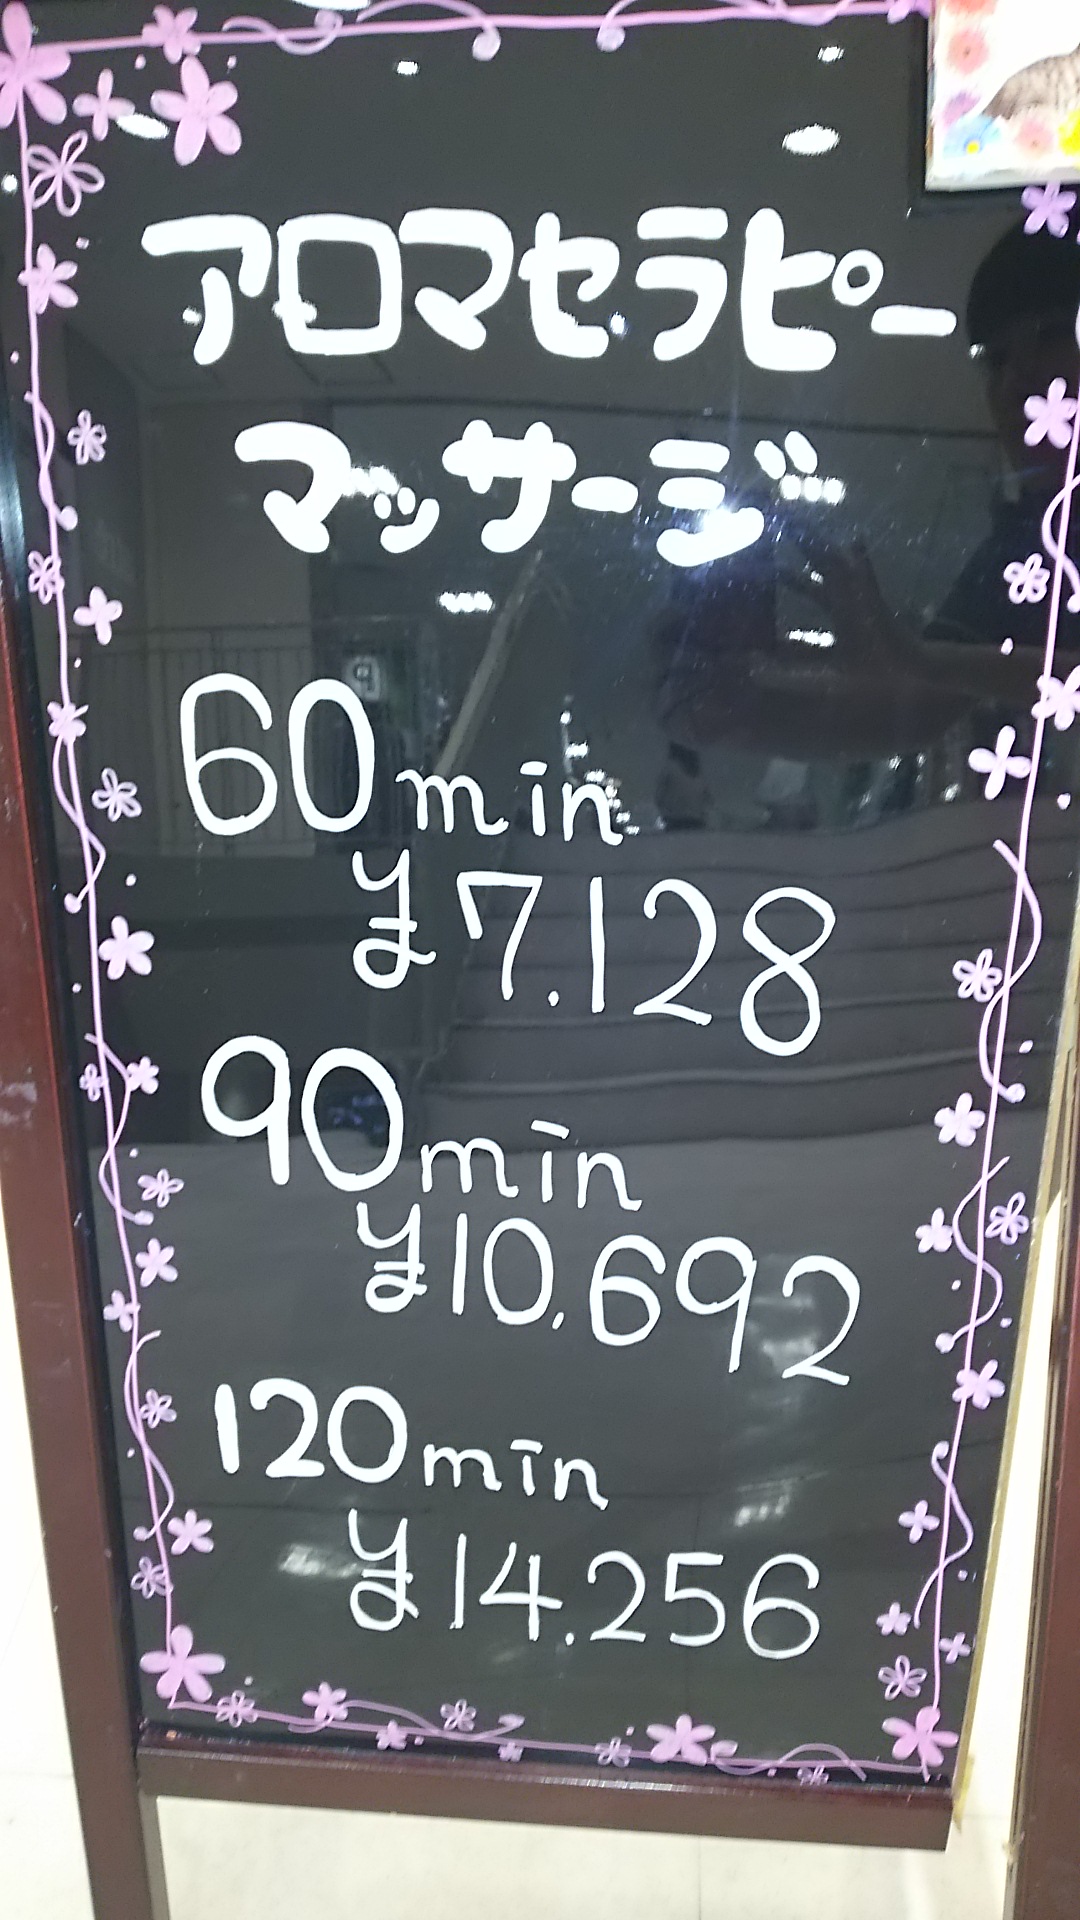 アロマセラピー
マッサージ
60min
¥7.128
90min
¥10.692
120min
¥14.256